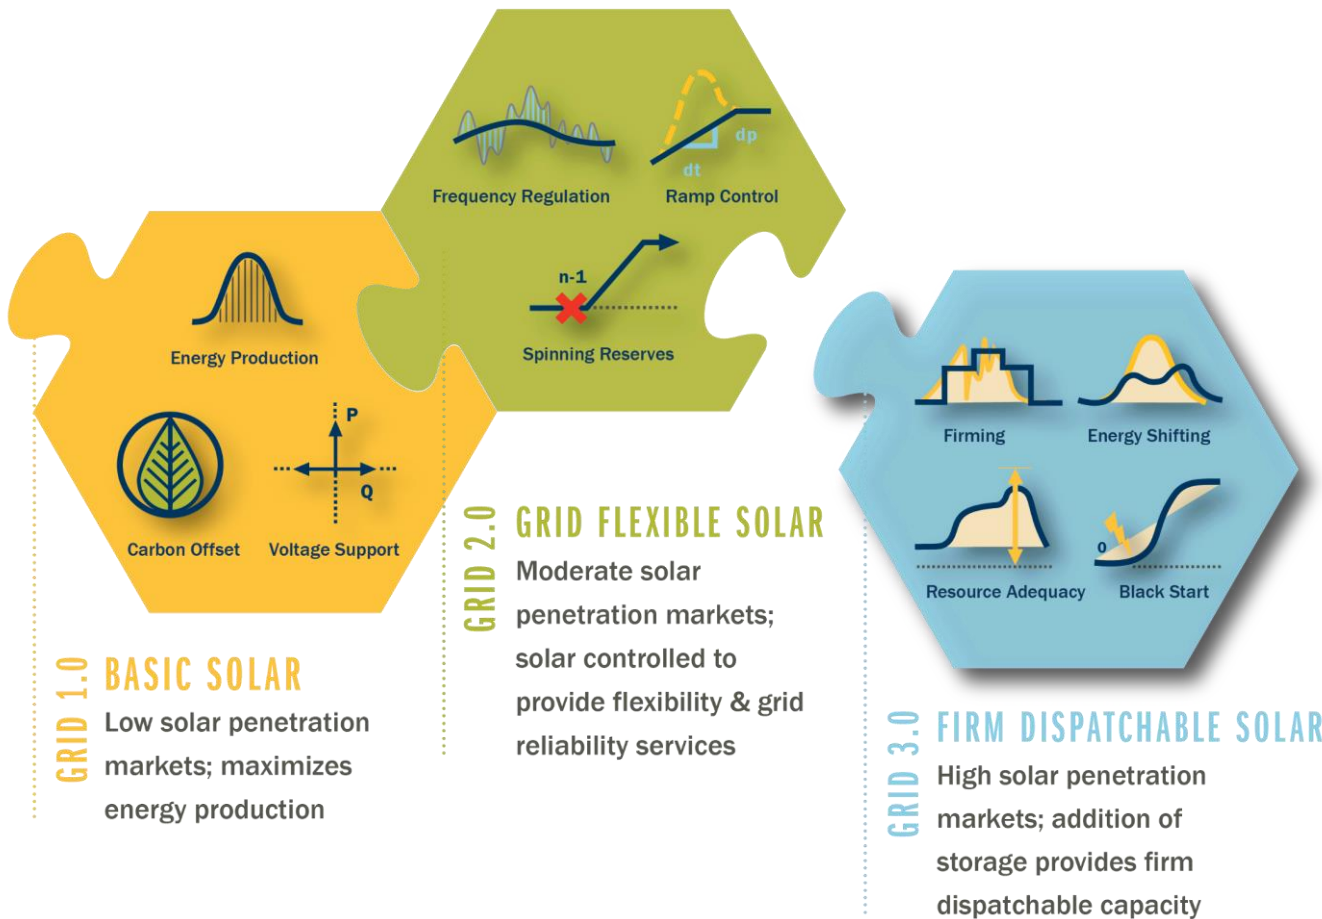 Energy Production
Carbon Offset
P
Q
Voltage Support
GRID 1.0
BASIC SOLAR
Low solar penetration
markets; maximizes
energy production
Frequency Regulation
dp
dt
Ramp Control
n-1
Spinning Reserves
GRID 2.0
GRID FLEXIBLE SOLAR
Moderate solar
penetration markets;
solar controlled to
provide flexibility & grid
reliability services
Firming
Energy Shifting
Resource Adequacy
0
Black Start
GRID 3.0
FIRM DISPATCHABLE SOLAR
High solar penetration
markets; addition of
storage provides firm
dispatchable capacity